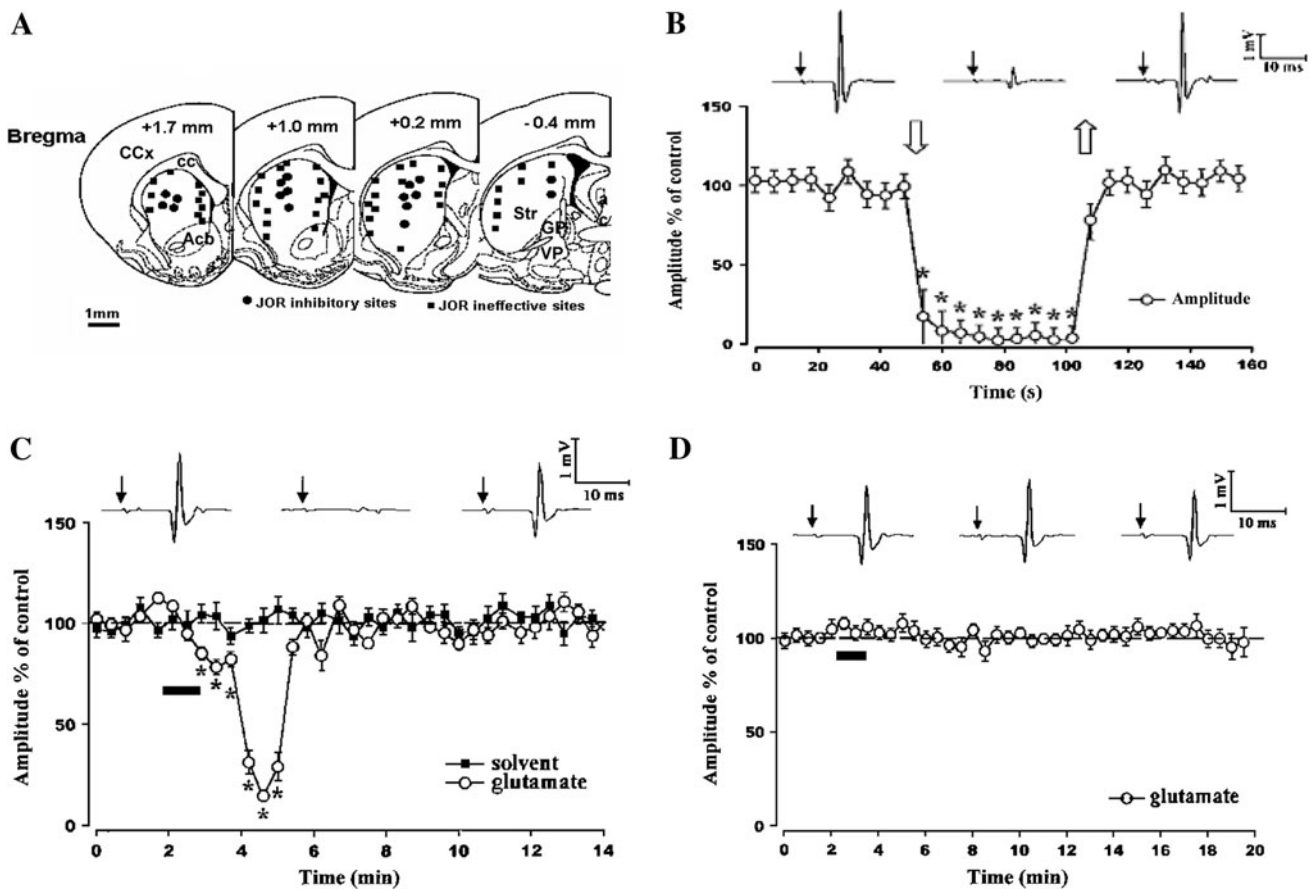 A
Bregma
+1.7 mm
+1.0 mm
+0.2 mm
- 0.4 mm
CCx
cc
Str
a
c
GP
VP
Acb
JOR inhibitory sites
JOR ineffective sites
1mm
B
1 mV
10 ms
Amplitude % of control
150
100
50
0
* * * * * * * * *
Amplitude
0 20 40 60 80 100 120 140 160
Time (s)
C
1 mV
10 ms
Amplitude % of control
150
100
50
0
* * * * * *
solvent
glutamate
0 2 4 6 8 10 12 14
Time (min)
D
1 mV
10 ms
Amplitude % of control
150
100
50
0
glutamate
0 2 4 6 8 10 12 14 16 18 20
Time (min)